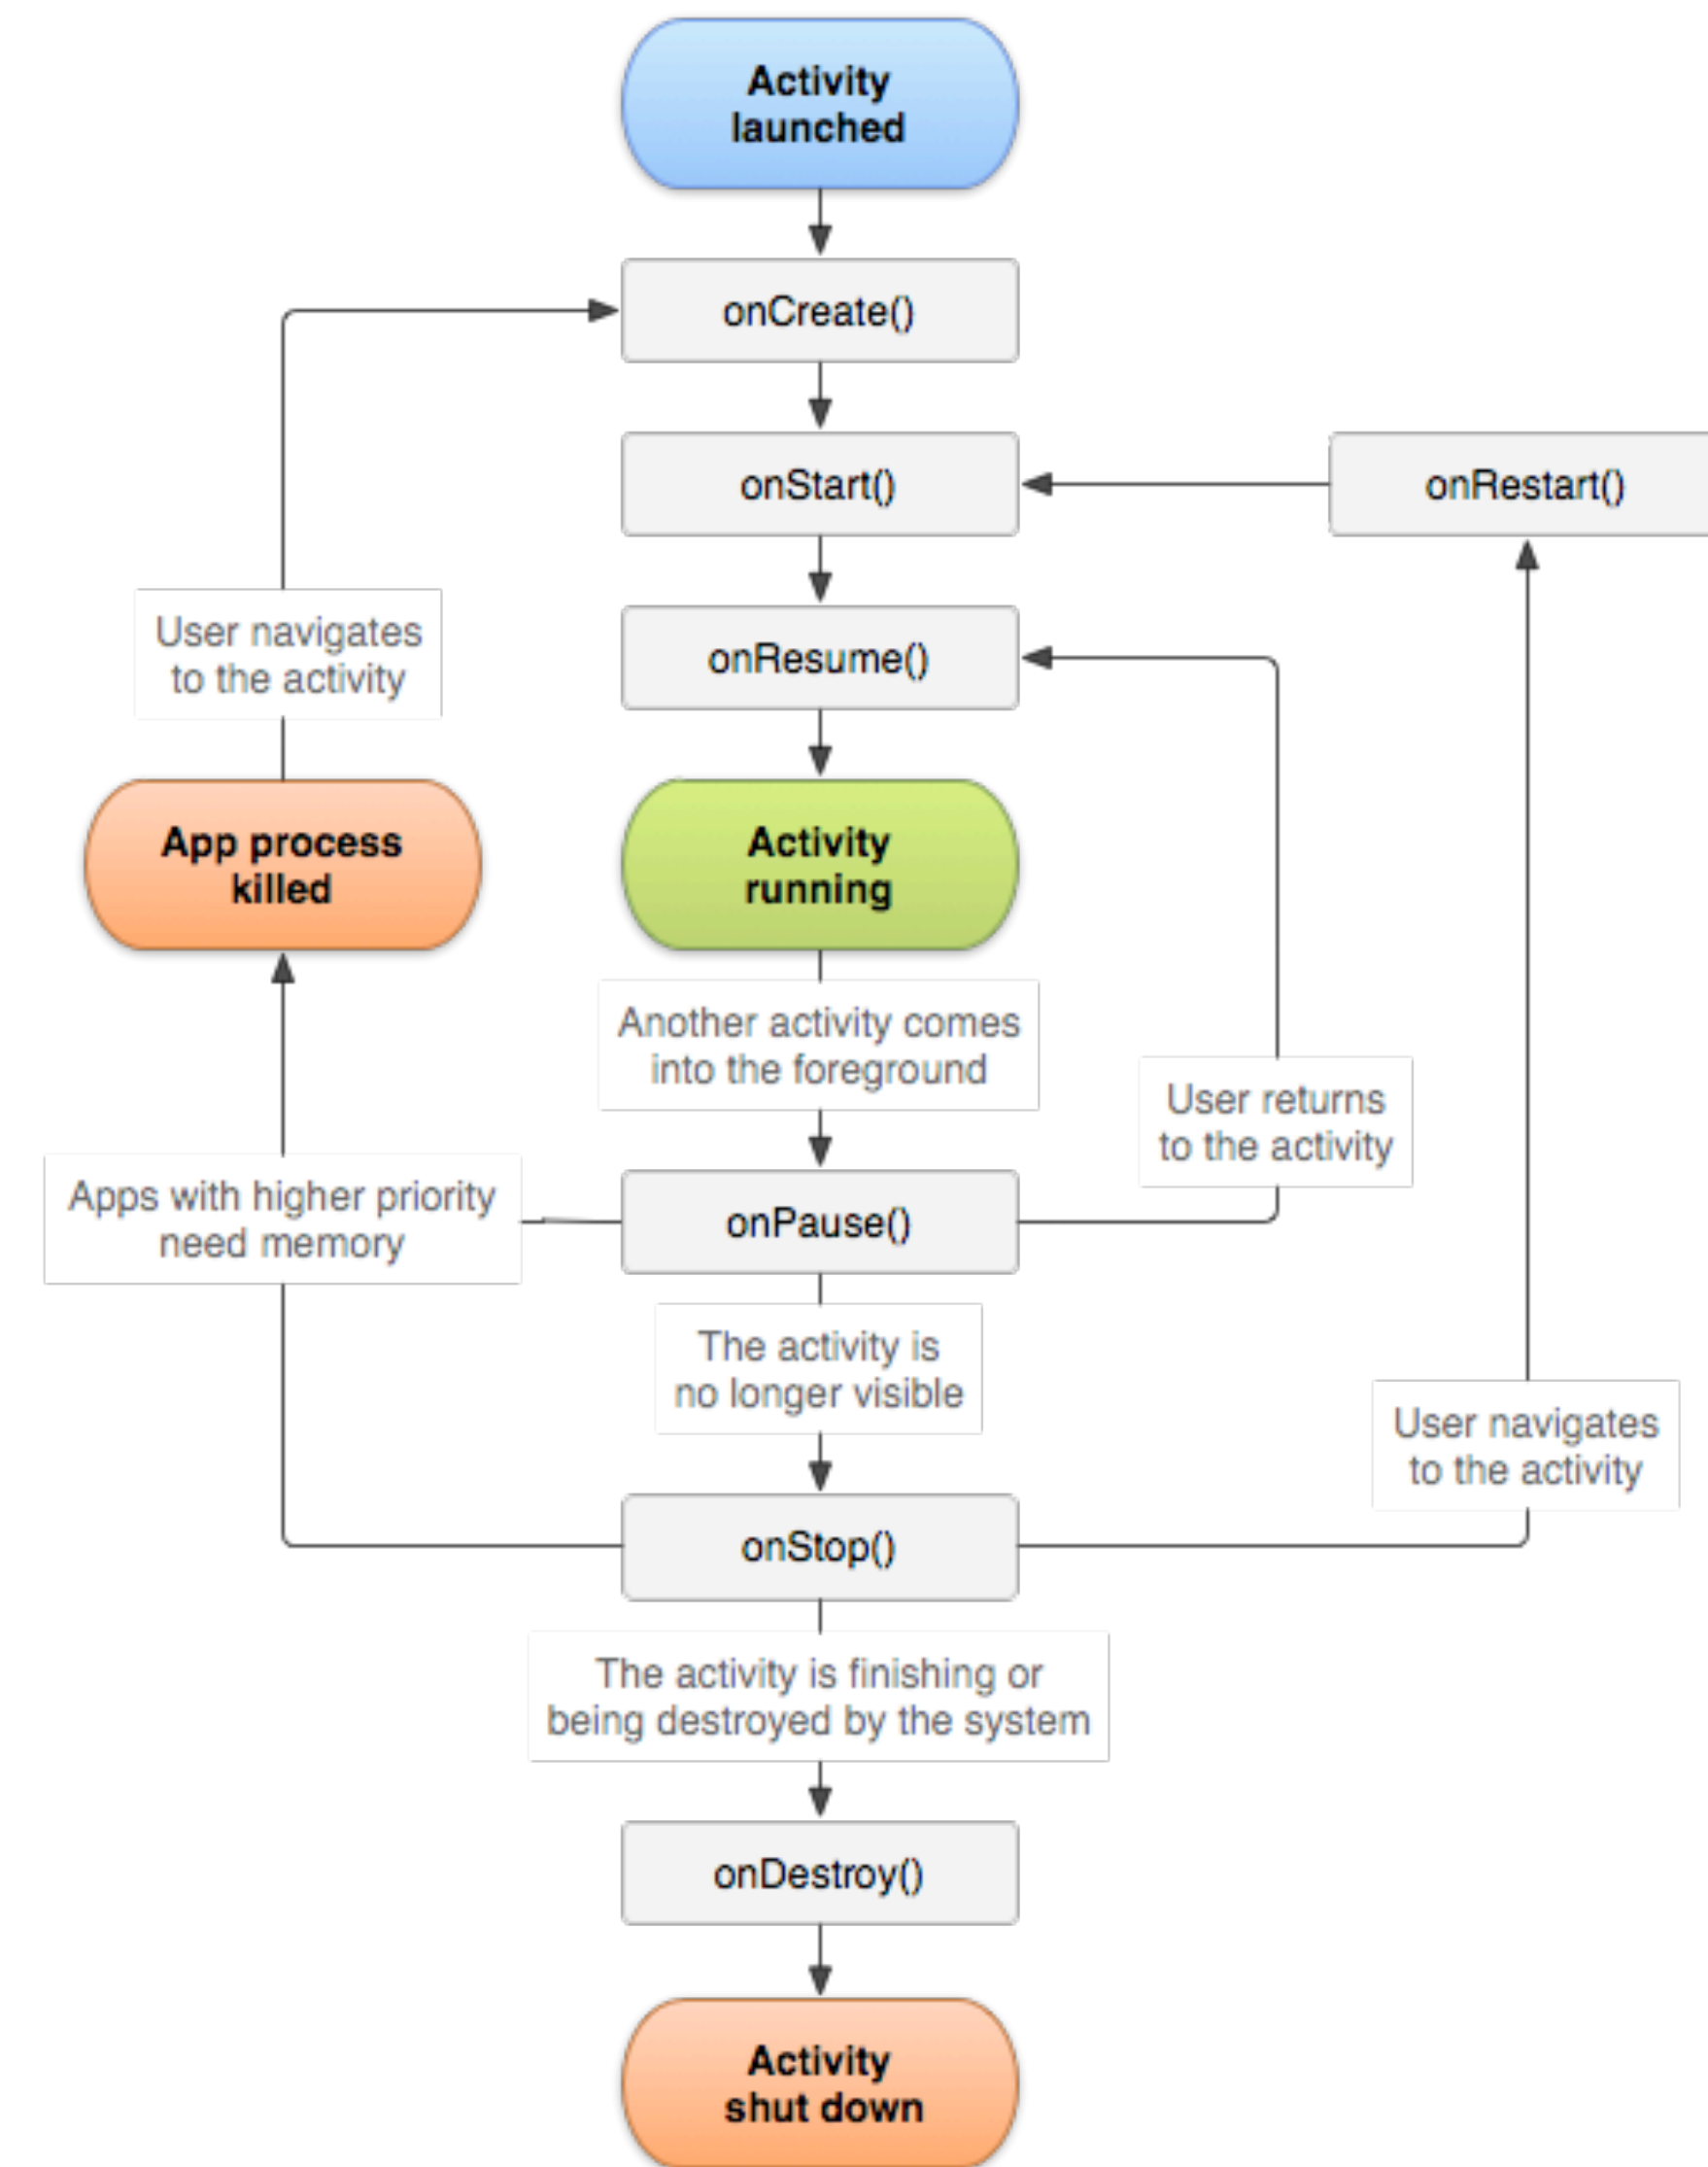 Activity
launched
onCreate()
onStart()
onRestart()
onResume()
User navigates
to the activity
App process
killed
Activity
running
Another activity comes
into the foreground
User returns
to the activity
Apps with higher priority
need memory
onPause()
The activity is
no longer visible
User navigates
to the activity
onStop()
The activity is finishing or
being destroyed by the system
onDestroy()
Activity
shut down